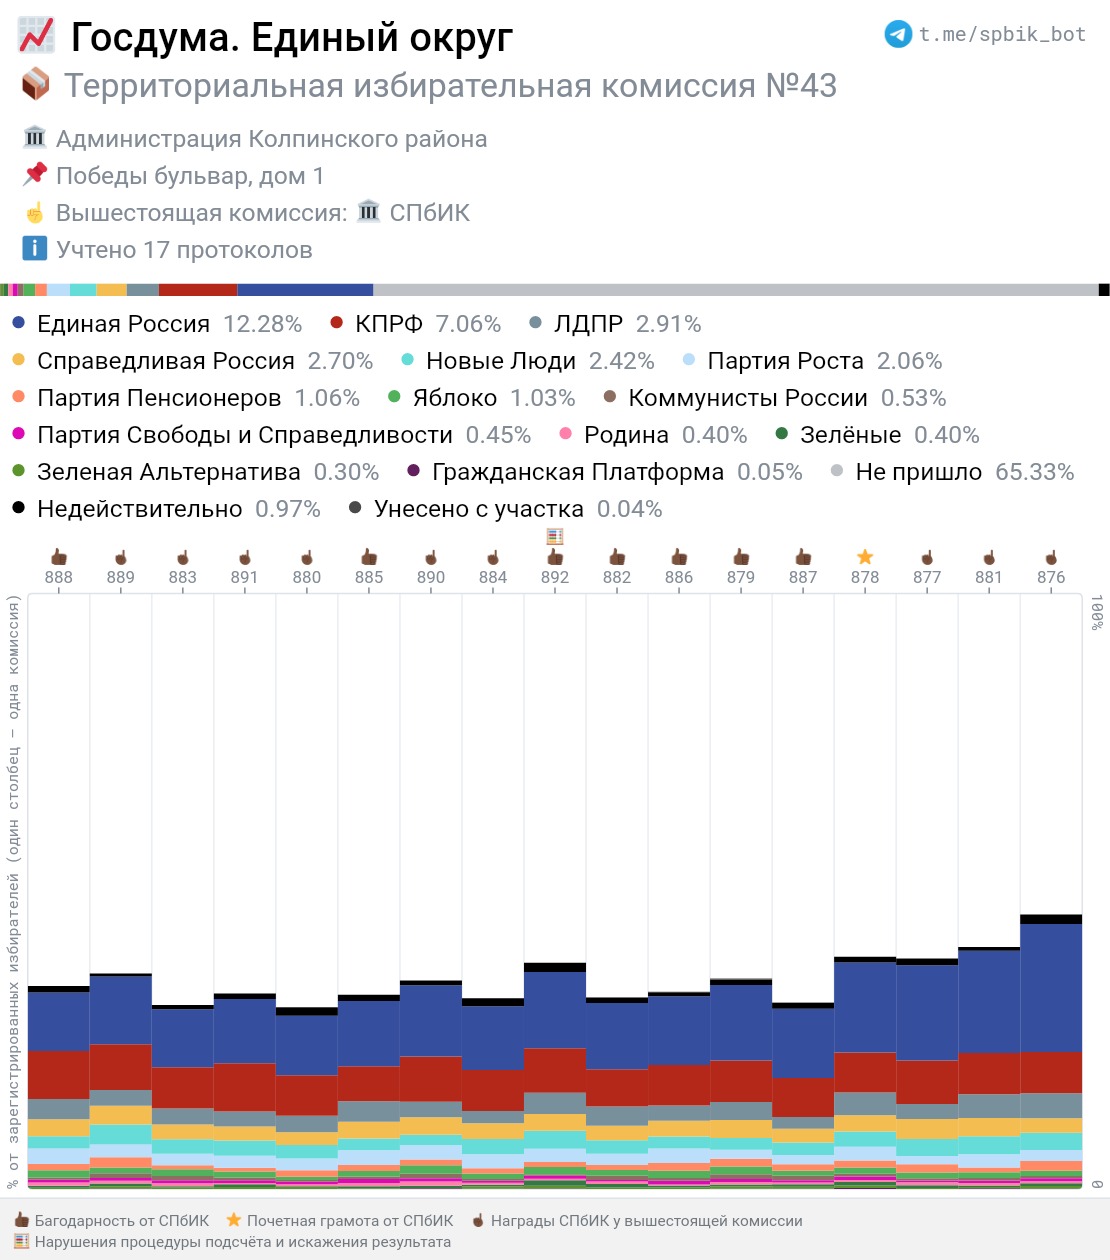 Госдума. Единый округ
t.me/spbik_bot
Территориальная избирательная комиссия №43
Администрация Колпинского района
Победы бульвар, дом 1
Вышестоящая комиссия: СПбИК
Учтено 17 протоколов
Единая Россия 12.28% КПРФ 7.06% ЛДПР 2.91%
Справедливая Россия 2.70% Новые Люди 2.42% Партия Роста 2.06%
Партия Пенсионеров 1.06% Яблоко 1.03% Коммунисты России 0.53%
Партия Свободы и Справедливости 0.45% Родина 0.40% Зелёные 0.40%
Зеленая Альтернатива 0.30% Гражданская Платформа 0.05% Не пришло 65.33%
Недействительно 0.97% Унесено с участка 0.04%
888 889 883 891 880 885 890 884 892 882 886 879 887 878 877 881 876
% от зарегистрированных избирателей (один столбец – одна комиссия)
100%
0
Багодарность от СПбИК Почетная грамота от СПбИК Награды СПбИК у вышестоящей комиссии
Нарушения процедуры подсчёта и искажения результата